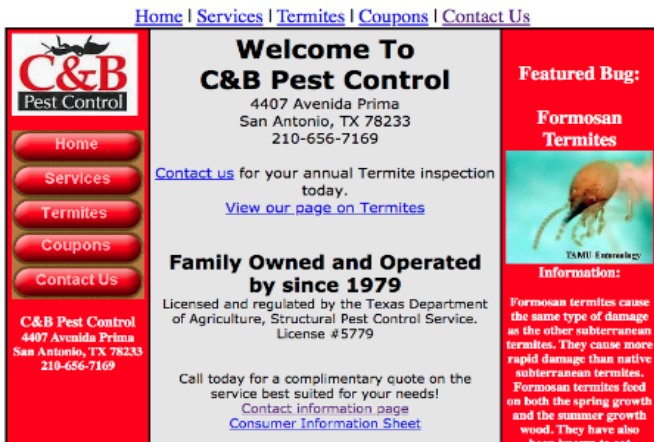 Home | Services | Termites | Coupons | Contact Us
C&B
Pest Control
Home
Services
Termites
Coupons
Contact Us
C&B Pest Control
4407 Avenida Prima
San Antonio, TX 78233
210-656-7169
Welcome To
C&B Pest Control
4407 Avenida Prima
San Antonio, TX 78233
210-656-7169
Contact us for your annual Termite inspection
today.
View our page on Termites
Family Owned and Operated
by since 1979
Licensed and regulated by the Texas Department
of Agriculture, Structural Pest Control Service.
License #5779
Call today for a complimentary quote on the
service best suited for your needs!
Contact information page
Consumer Information Sheet
Featured Bug:
Formosan
Termites
TAMU Entomology
Information:
Formosan termites cause
the same type of damage
as the other subterranean
termites. They cause more
rapid damage than native
subterranean termites.
Formosan termites feed
on both the spring growth
and the summer growth
wood. They have also